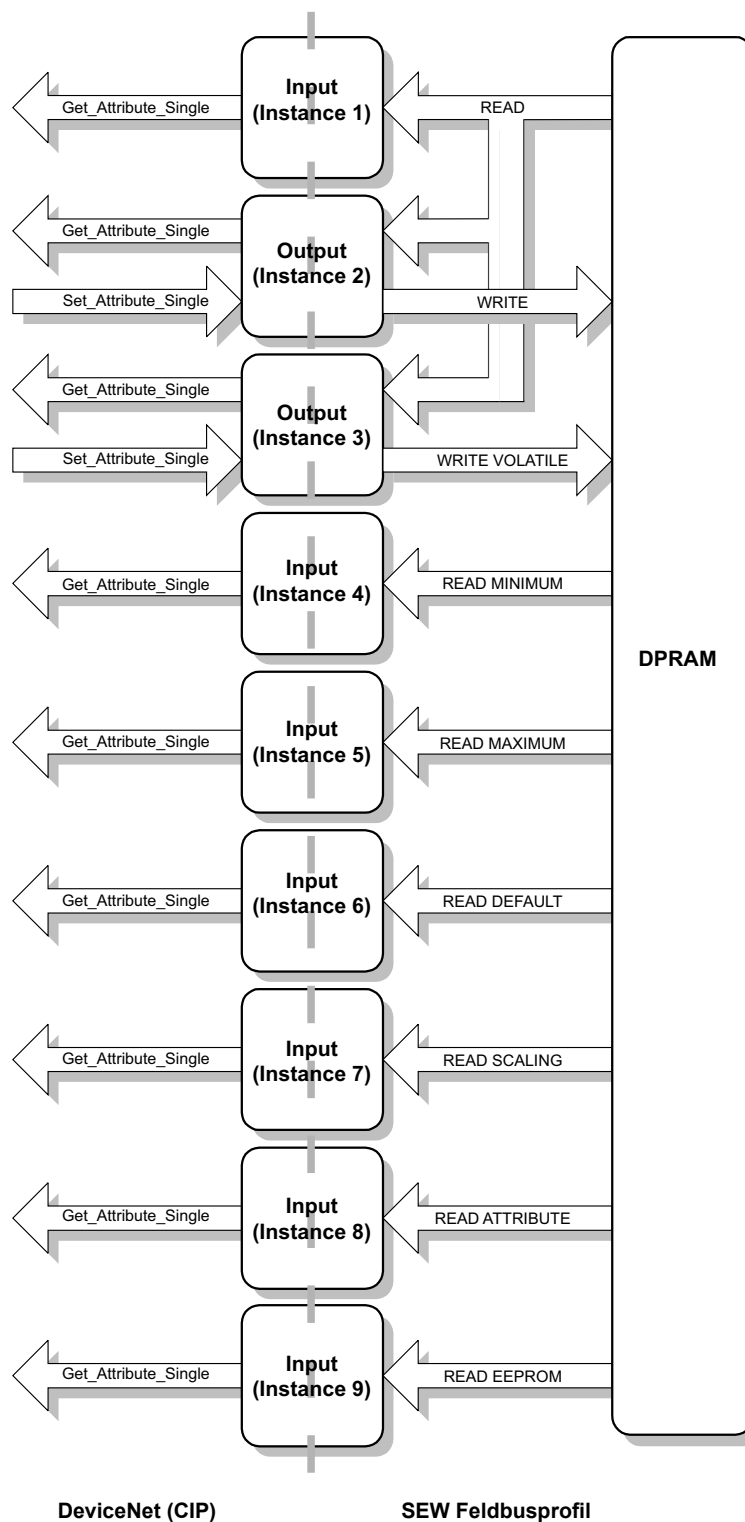 Input
(Instance 1)
Get_Attribute_Single
READ
Get_Attribute_Single
Output
(Instance 2)
Set_Attribute_Single
WRITE
Get_Attribute_Single
Output
(Instance 3)
Set_Attribute_Single
WRITE VOLATILE
Input
(Instance 4)
Get_Attribute_Single
READ MINIMUM
DPRAM
Input
(Instance 5)
Get_Attribute_Single
READ MAXIMUM
Input
(Instance 6)
Get_Attribute_Single
READ DEFAULT
Input
(Instance 7)
Get_Attribute_Single
READ SCALING
Input
(Instance 8)
Get_Attribute_Single
READ ATTRIBUTE
Input
(Instance 9)
Get_Attribute_Single
READ EEPROM
DeviceNet (CIP)
SEW Feldbusprofil